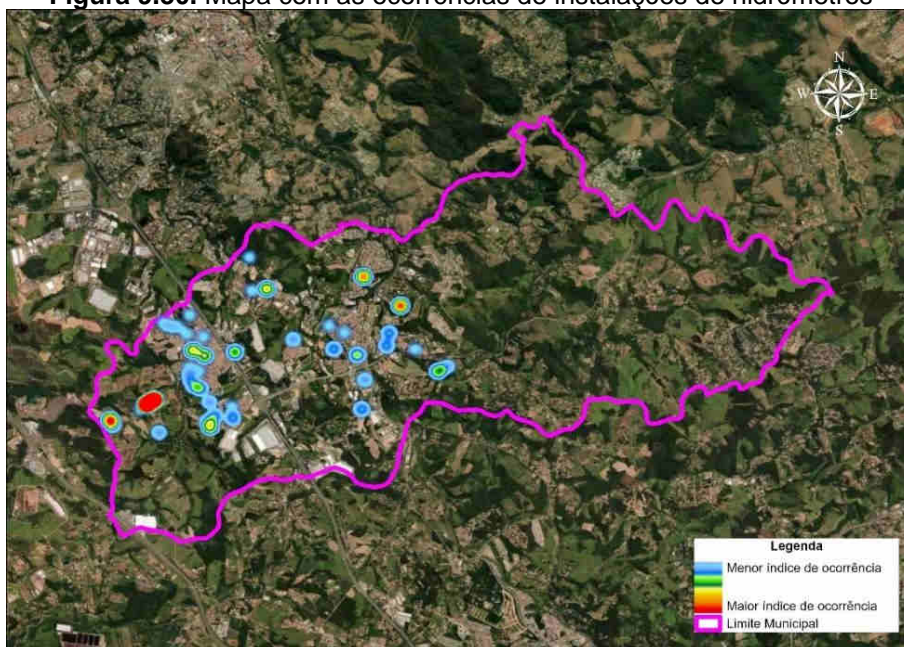 Mapa com as ocorrências de instalações de hidrômetros
N
W E
S
Legenda
Menor índice de ocorrência
Maior índice de ocorrência
Limite Municipal